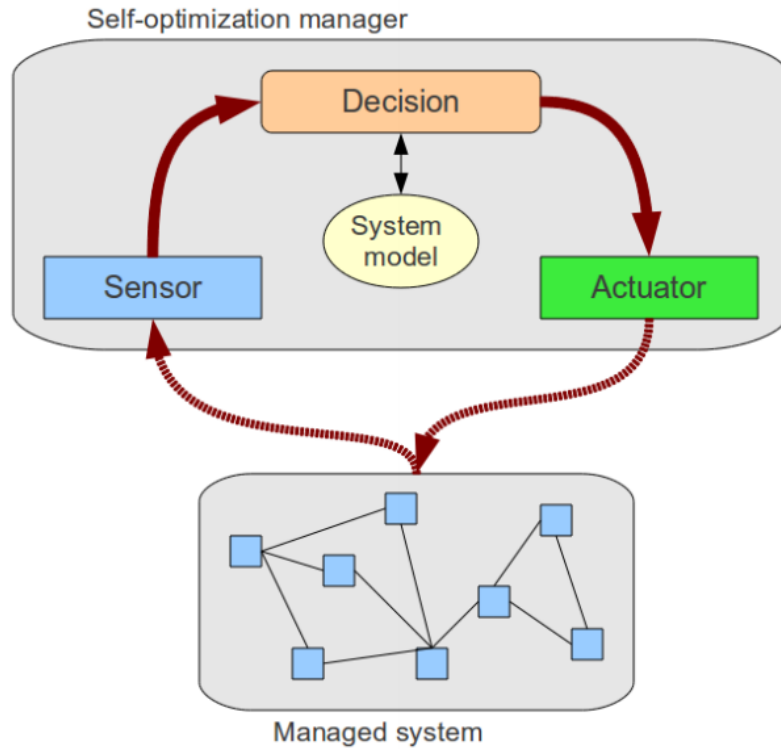 Self-optimization manager
Decision
System
model
Sensor
Actuator
Managed system